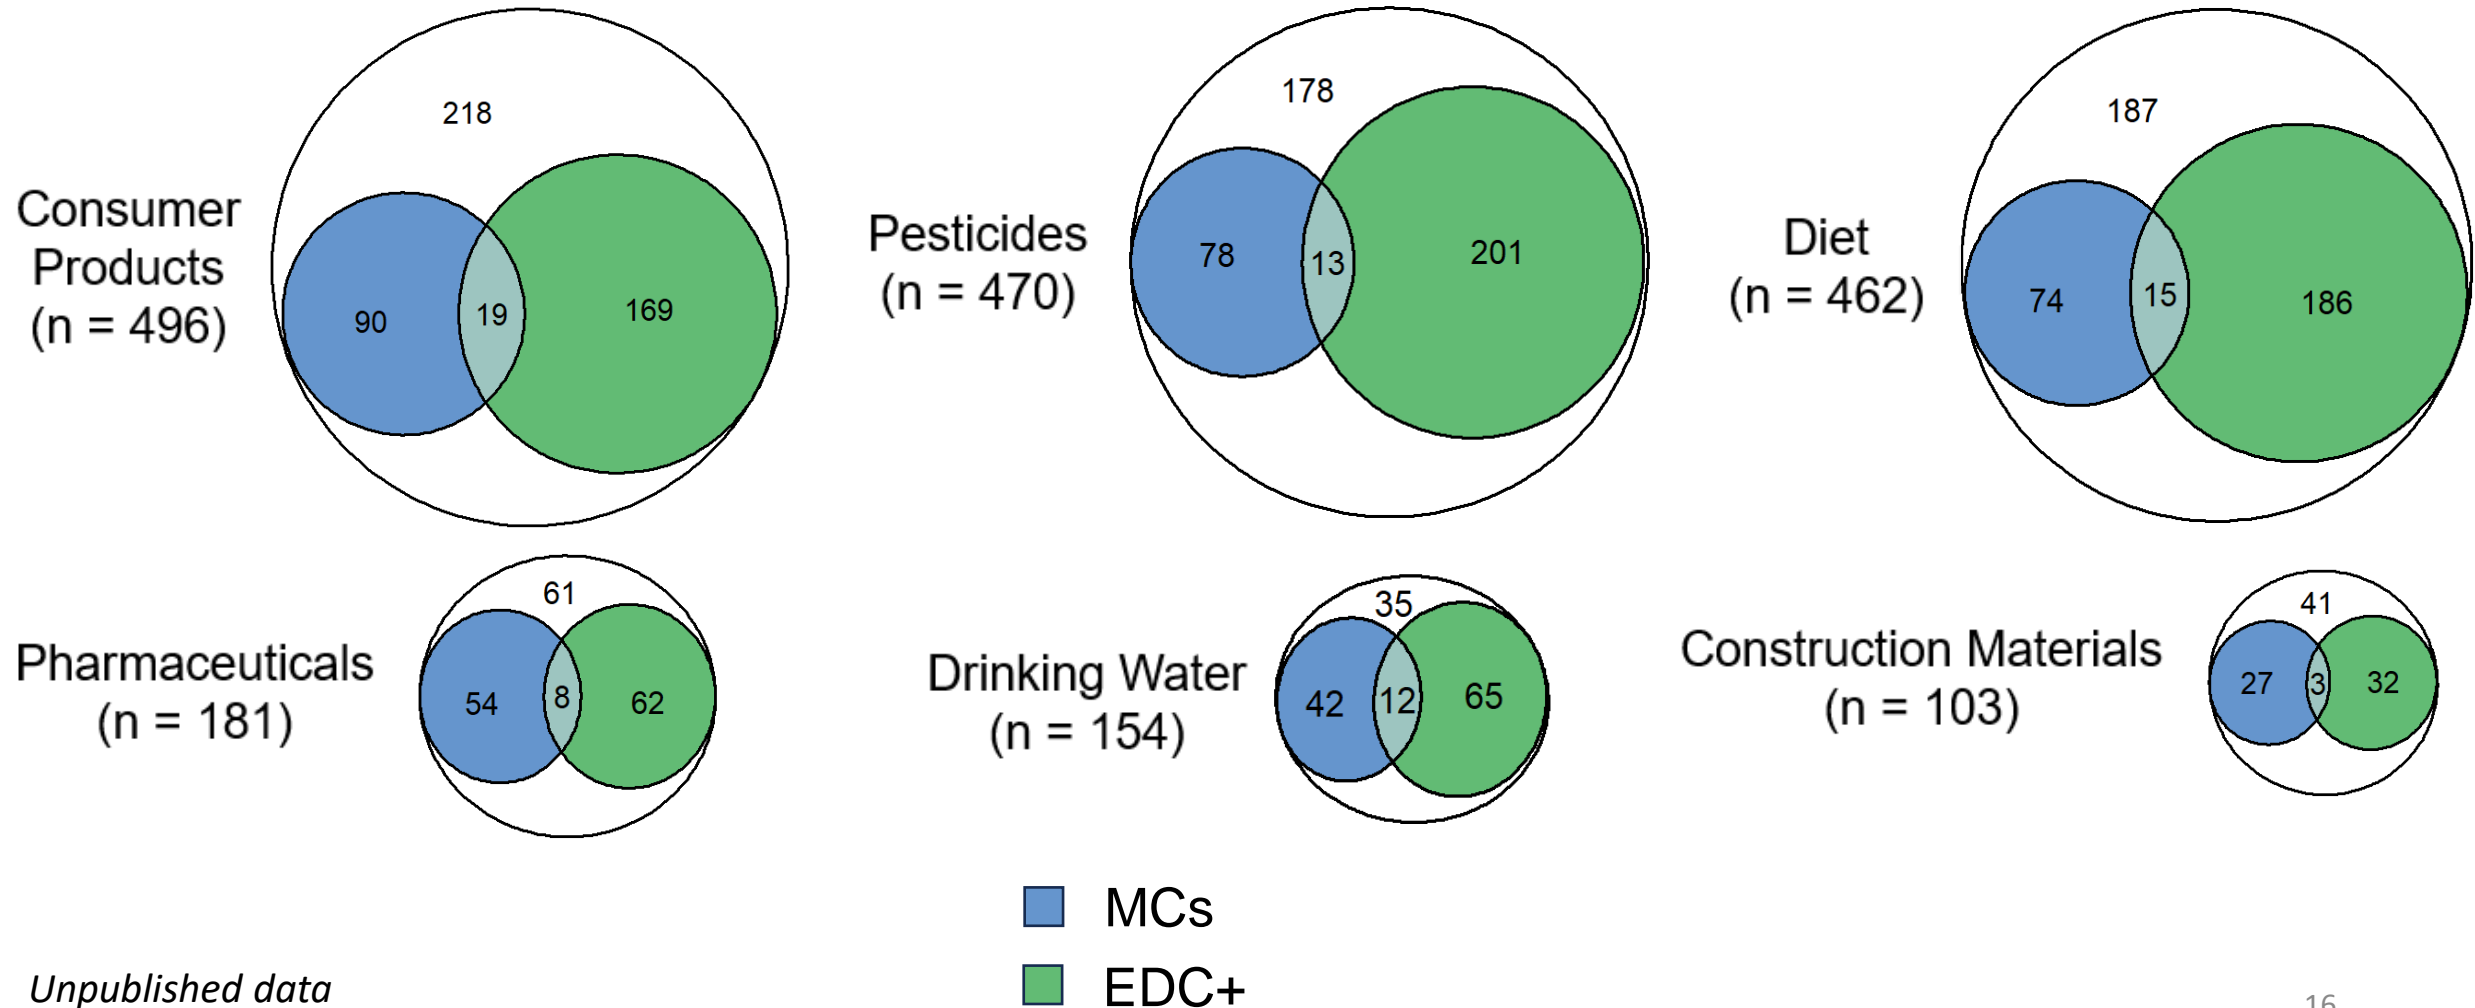 Consumer
Products
(n = 496)
218
90
19
169
Pesticides
(n = 470)
178
78
13
201
Diet
(n = 462)
187
74
15
186
Pharmaceuticals
(n = 181)
61
54
8
62
Drinking Water
(n = 154)
35
42
12
65
Construction Materials
(n = 103)
41
27
3
32
MCs
EDC+
Unpublished data
16